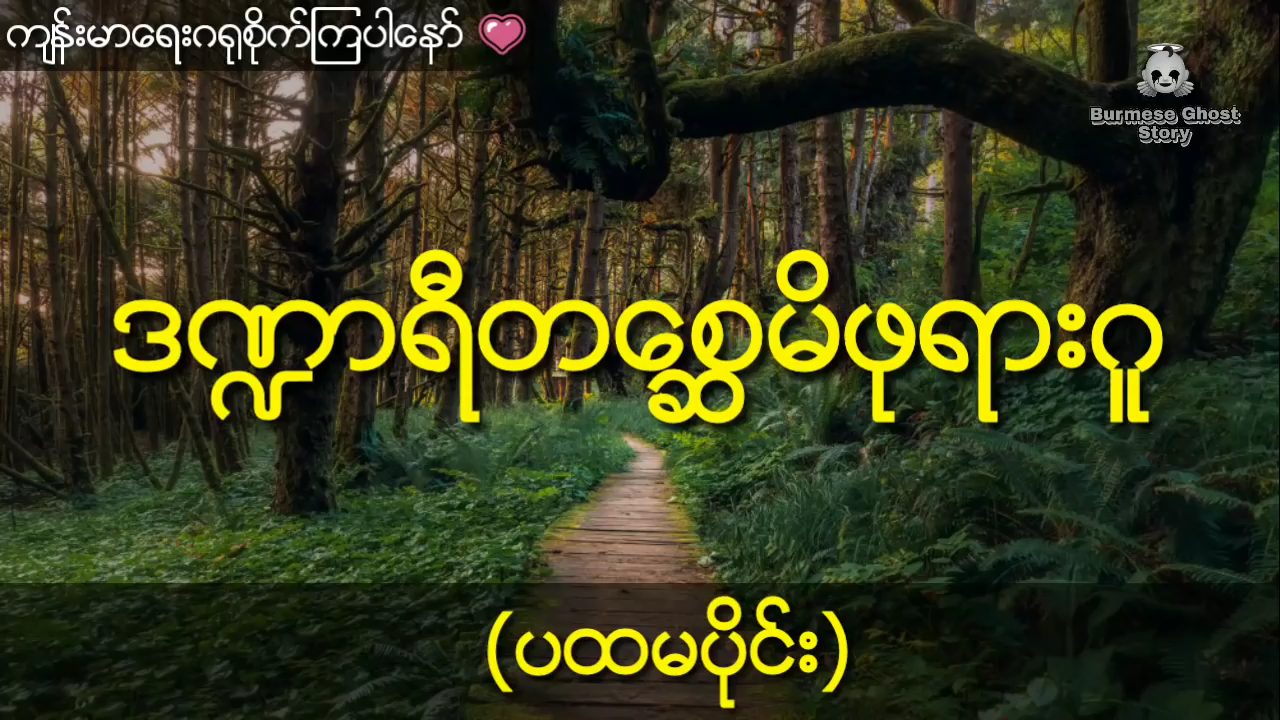 ကျန်းမာရေးဂရုစိုက်ကြပါနော် 💗
Burmese Ghost
Story
ဒဏ္ဍာရီတစ္ဆေမိဖုရားဂူ
(ပထမပိုင်း)